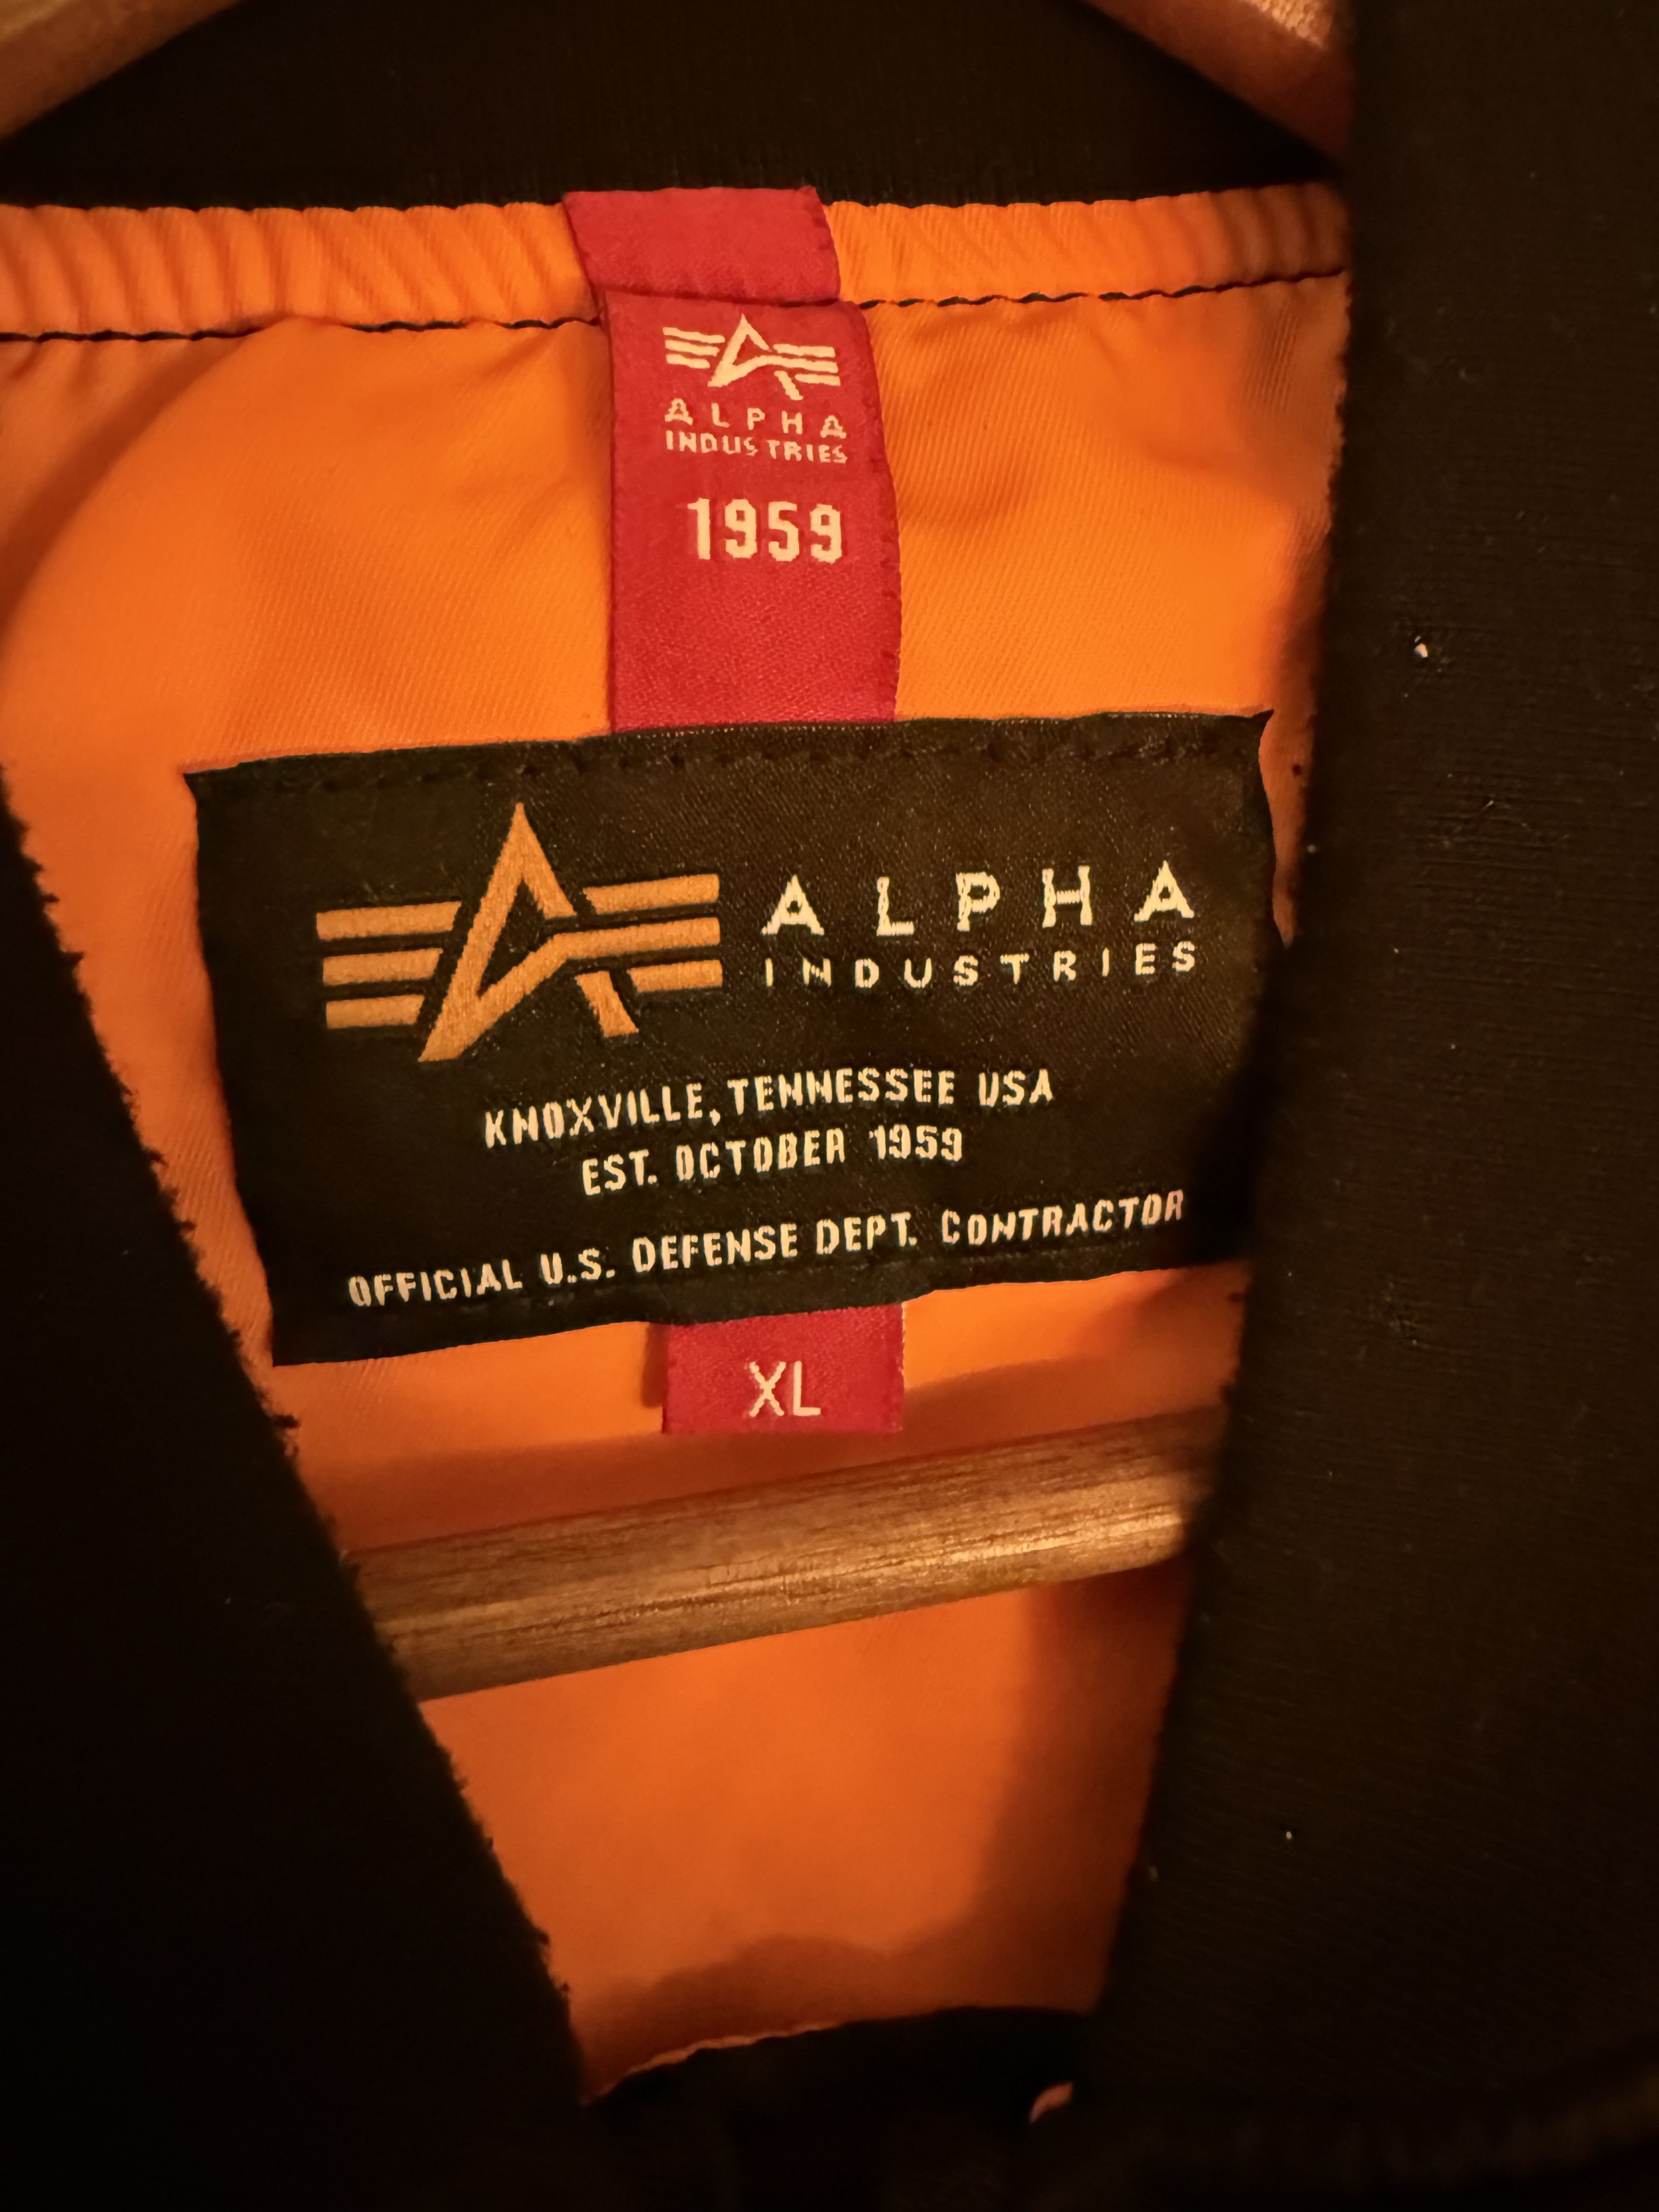 ALPHA
INDUSTRIES
1959
ALPHA
INDUSTRIES
KNOXVILLE, TENNESSEE USA
EST. OCTOBER 1959
OFFICIAL U.S. DEFENSE DEPT. CONTRACTOR
XL